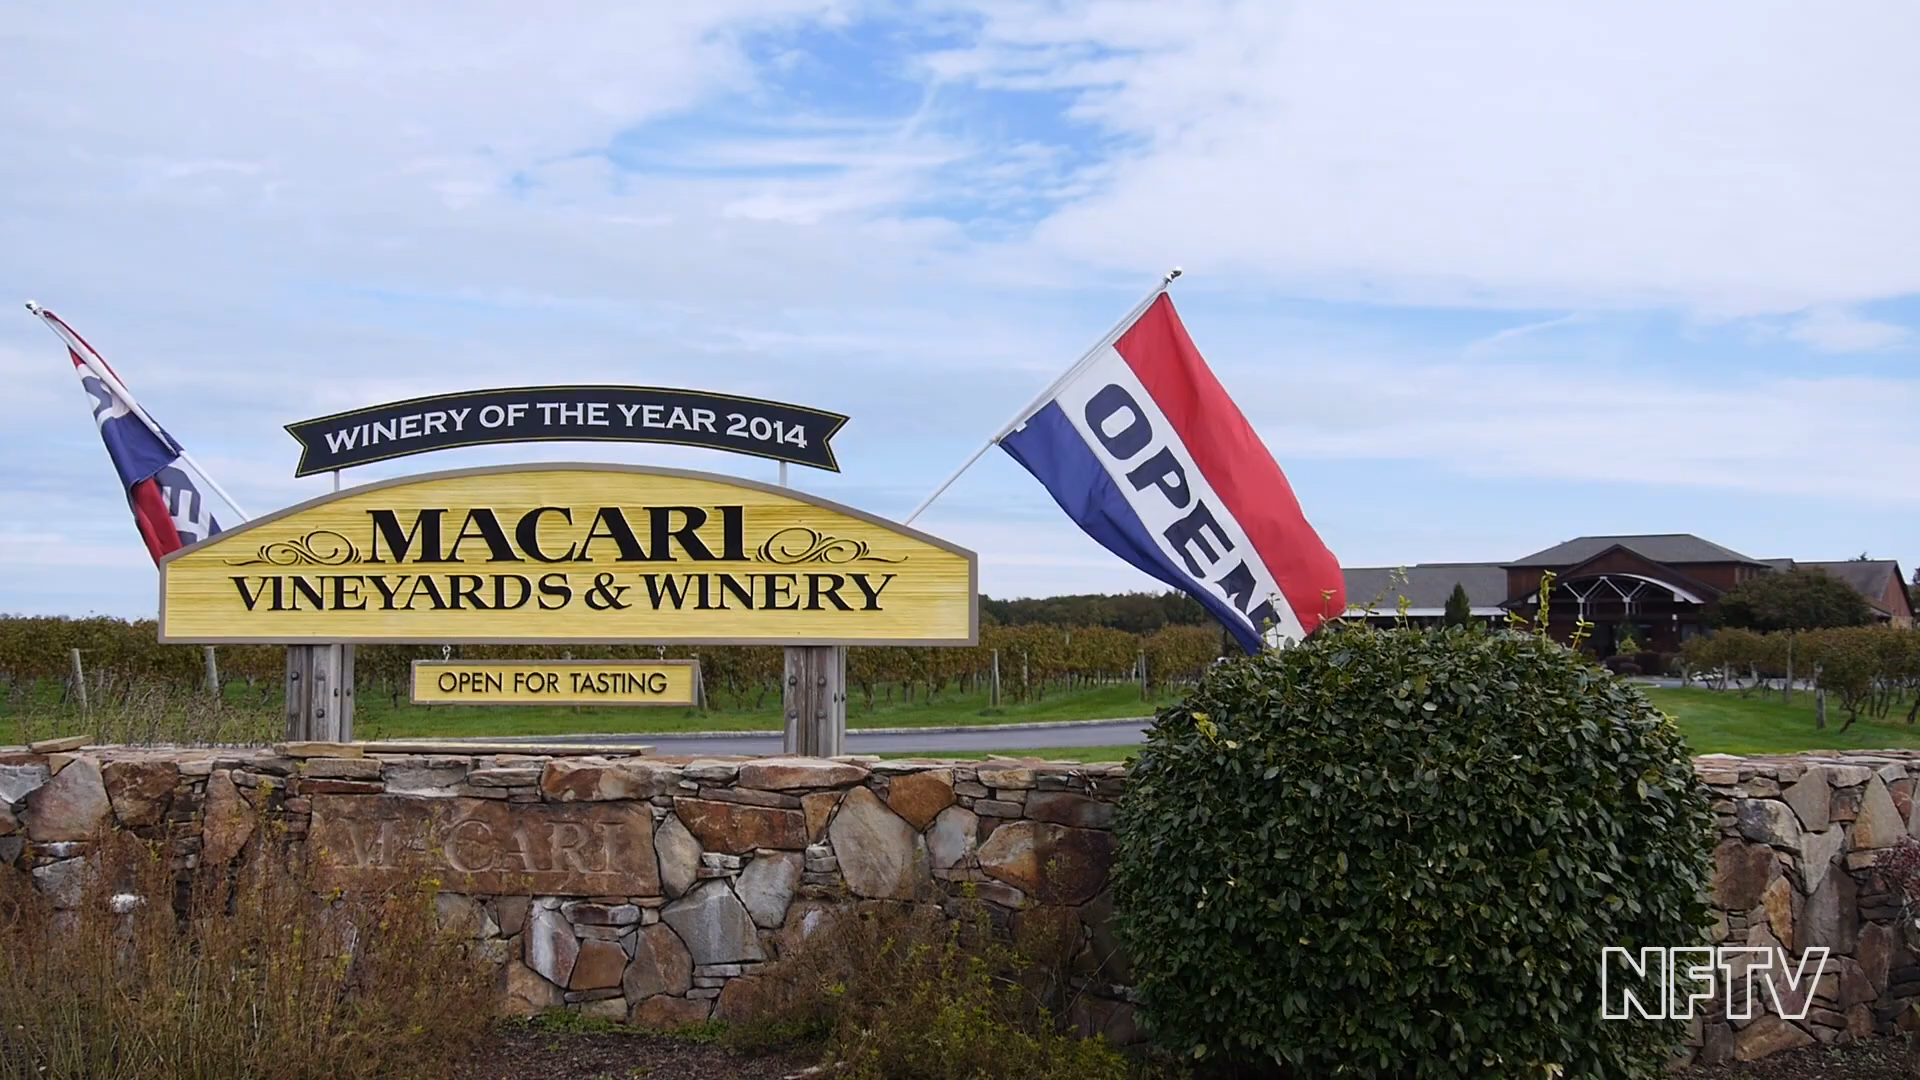 WINERY OF THE YEAR 2014
MACARI
VINEYARDS & WINERY
OPEN FOR TASTING
OPEN
MACARI
NFTV